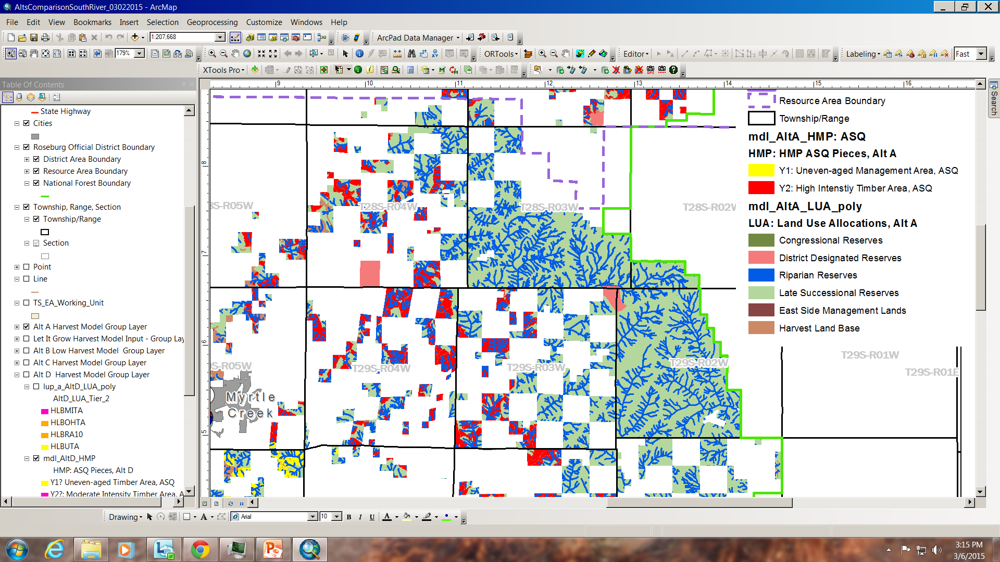 AltsComparisonSouthRiver_03022015 - ArcMap
File Edit View Bookmarks Insert Selection Geoprocessing Customize Windows Help
1:207,668 ArcPad Data Manager
179% ORTools Editor Labeling Fast
XTools Pro
Table Of Contents
State Highway
Cities
Roseburg Official District Boundary
District Area Boundary
Resource Area Boundary
National Forest Boundary
Township, Range, Section
Township/Range
Section
Point
Line
TS_EA_Working_Unit
Alt A Harvest Model Group Layer
Let It Grow Harvest Model Input - Group Lay
Alt B Low Harvest Model  Group Layer
Alt C Harvest Model Group Layer
Alt D  Harvest Model Group Layer
lup_a_AltD_LUA_poly
AltD_LUA_Tier_2
HLBMITA
HLBOHTA
HLBRA10
HLBUTA
mdl_AltD_HMP
HMP: ASQ Pieces, Alt D
Y1? Uneven-aged Timber Area, ASQ
Y2?: Moderate Intensity Timber Area, A
9 10 11 12 13 14 15 16
8
7
6
5
3S-R05W
T28S-R04W
T28S-R03W
T28S-R02W
S-R05W
T29S-R04W
T29S-R03W
T29S-R02W
T29S-R01W
T29S-R01E
Myrtle
Creek
Resource Area Boundary
Township/Range
mdl_AltA_HMP: ASQ
HMP: HMP ASQ Pieces, Alt A
Y1: Uneven-aged Management Area, ASQ
Y2: High Intenstiy Timber Area, ASQ
mdl_AltA_LUA_poly
LUA: Land Use Allocations, Alt A
Congressional Reserves
District Designated Reserves
Riparian Reserves
Late Successional Reserves
East Side Management Lands
Harvest Land Base
Search
Drawing A Arial 10 B I U A
3:15 PM
3/6/2015